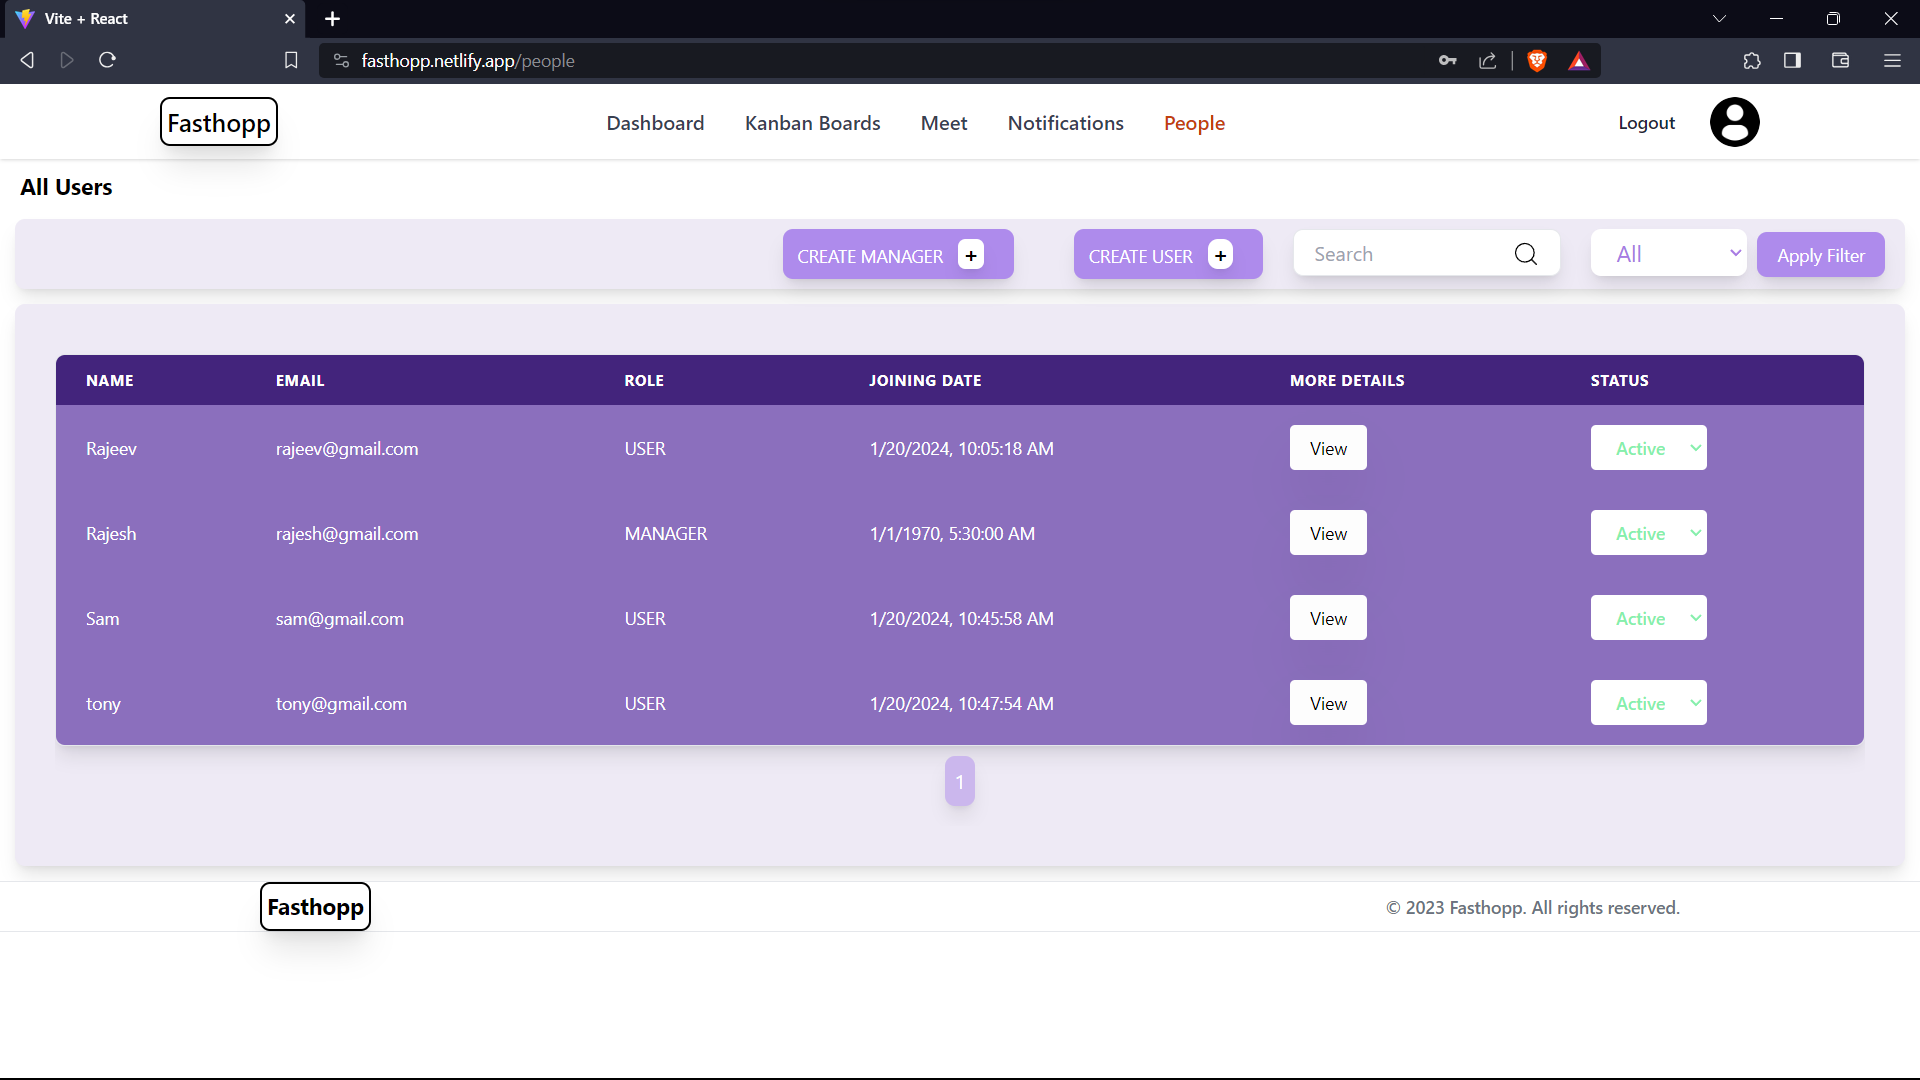 Vite + React
fasthopp.netlify.app/people
Fasthopp Dashboard Kanban Boards Meet Notifications People Logout
All Users
CREATE MANAGER + CREATE USER + Search All Apply Filter
NAME EMAIL ROLE JOINING DATE MORE DETAILS STATUS
Rajeev rajeev@gmail.com USER 1/20/2024, 10:05:18 AM View Active
Rajesh rajesh@gmail.com MANAGER 1/1/1970, 5:30:00 AM View Active
Sam sam@gmail.com USER 1/20/2024, 10:45:58 AM View Active
tony tony@gmail.com USER 1/20/2024, 10:47:54 AM View Active
1
Fasthopp © 2023 Fasthopp. All rights reserved.